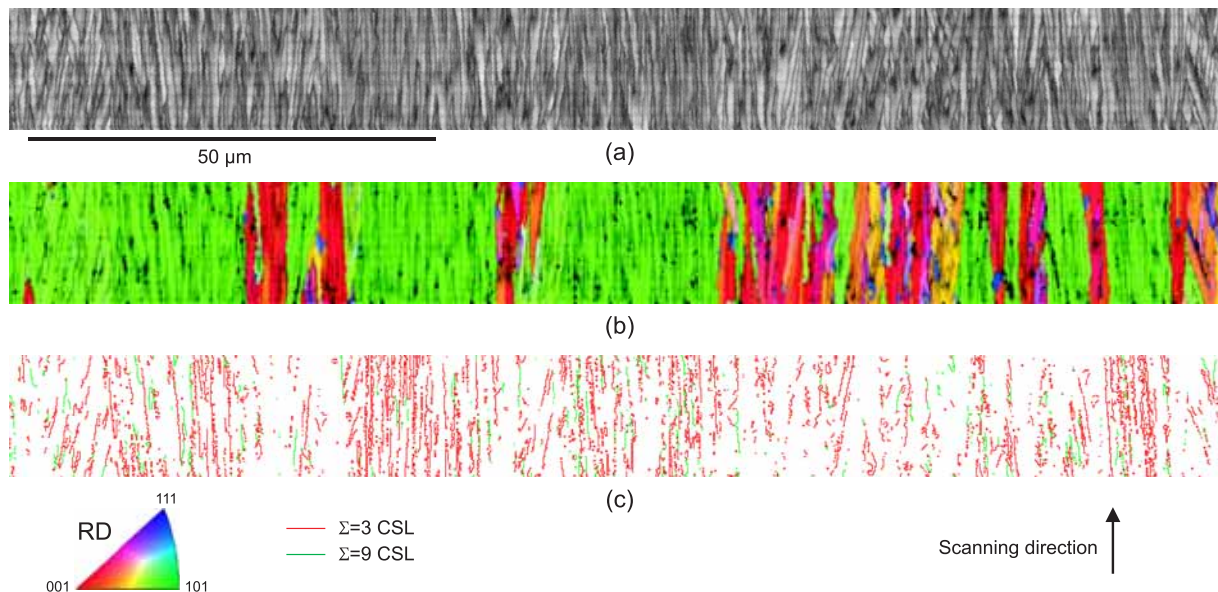 50 μm
(a)
(b)
(c)
111
RD
001
101
Σ=3 CSL
Σ=9 CSL
Scanning direction